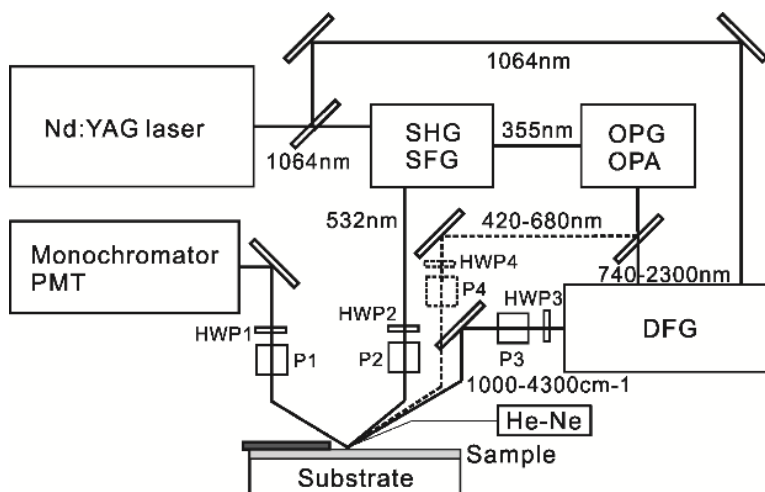 1064nm
Nd:YAG laser
1064nm
SHG
SFG
355nm
OPG
OPA
532nm
420-680nm
Monochromator
PMT
HWP4
P4
740-2300nm
HWP1
HWP2
HWP3
P1
P2
P3
DFG
1000-4300cm-1
He-Ne
Sample
Substrate